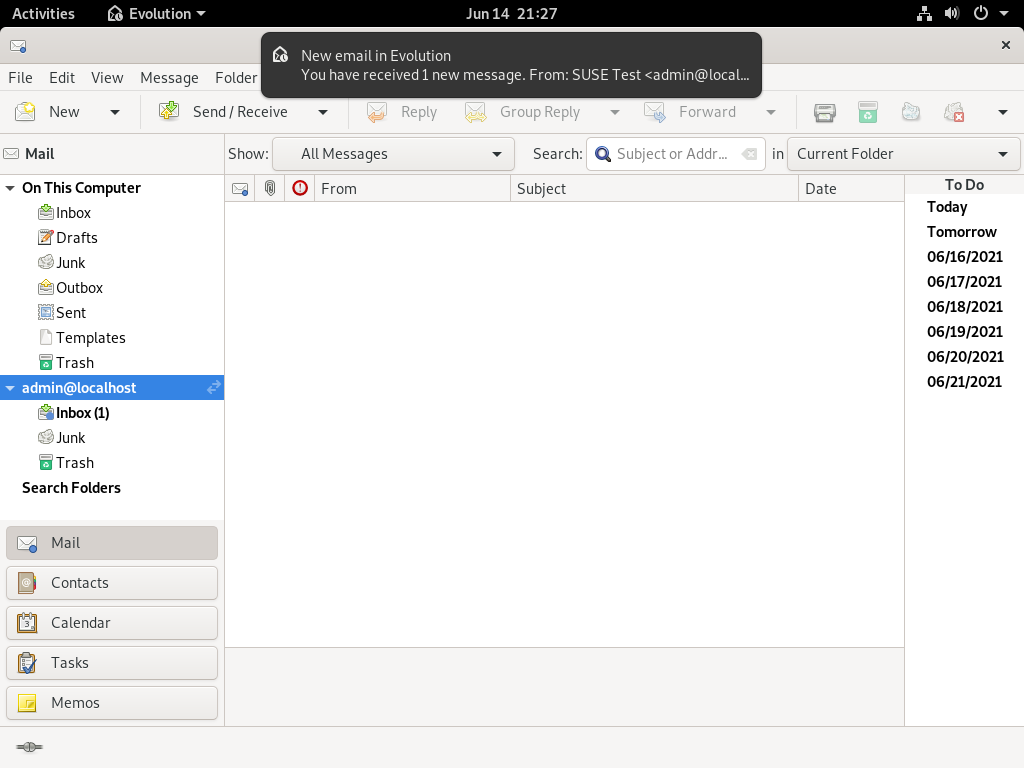 Activities Evolution Jun 14 21:27
New email in Evolution
You have received 1 new message. From: SUSE Test <admin@local...
File Edit View Message Folder
New Send / Receive Reply Group Reply Forward
Mail Show: All Messages Search: Subject or Addr... in Current Folder
On This Computer
Inbox
Drafts
Junk
Outbox
Sent
Templates
Trash
admin@localhost
Inbox (1)
Junk
Trash
Search Folders
Mail
Contacts
3 Calendar
Tasks
Memos
From Subject Date
To Do
Today
Tomorrow
06/16/2021
06/17/2021
06/18/2021
06/19/2021
06/20/2021
06/21/2021